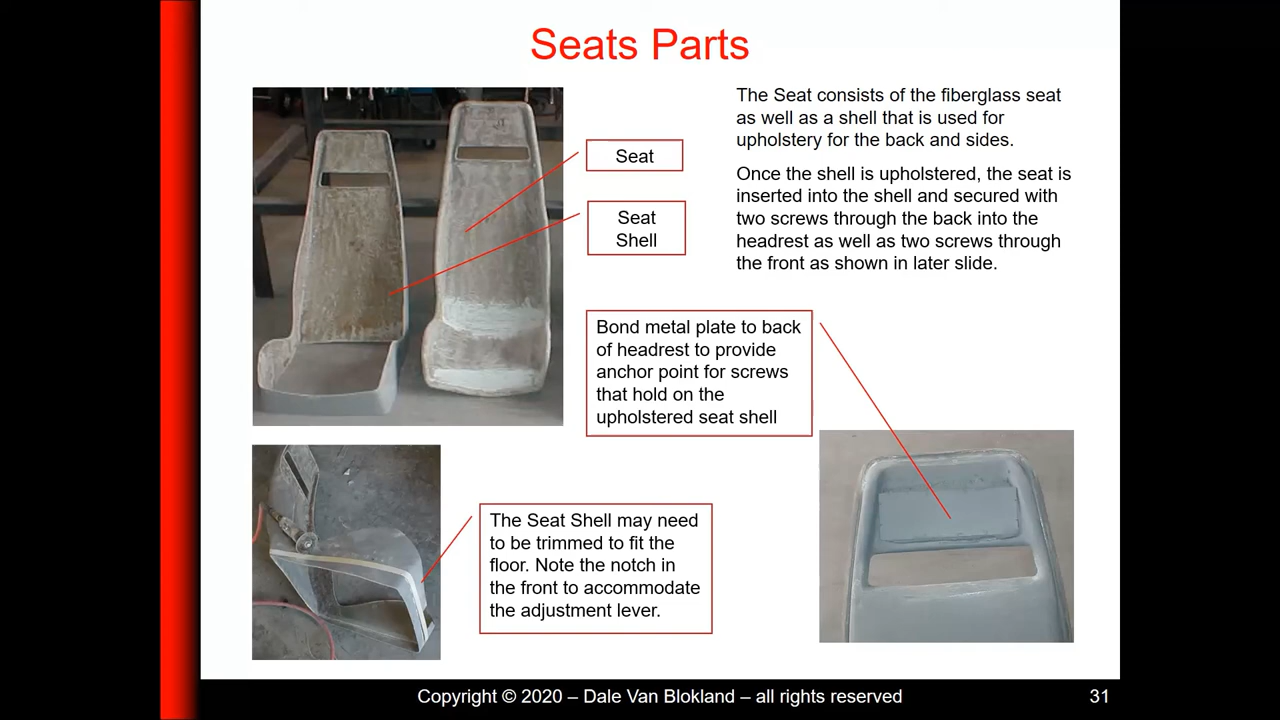 Seats Parts
The Seat consists of the fiberglass seat
as well as a shell that is used for
upholstery for the back and sides.
Once the shell is upholstered, the seat is
inserted into the shell and secured with
two screws through the back into the
headrest as well as two screws through
the front as shown in later slide.
Seat
Seat
Shell
Bond metal plate to back
of headrest to provide
anchor point for screws
that hold on the
upholstered seat shell
The Seat Shell may need
to be trimmed to fit the
floor. Note the notch in
the front to accommodate
the adjustment lever.
Copyright © 2020 – Dale Van Blokland – all rights reserved
31